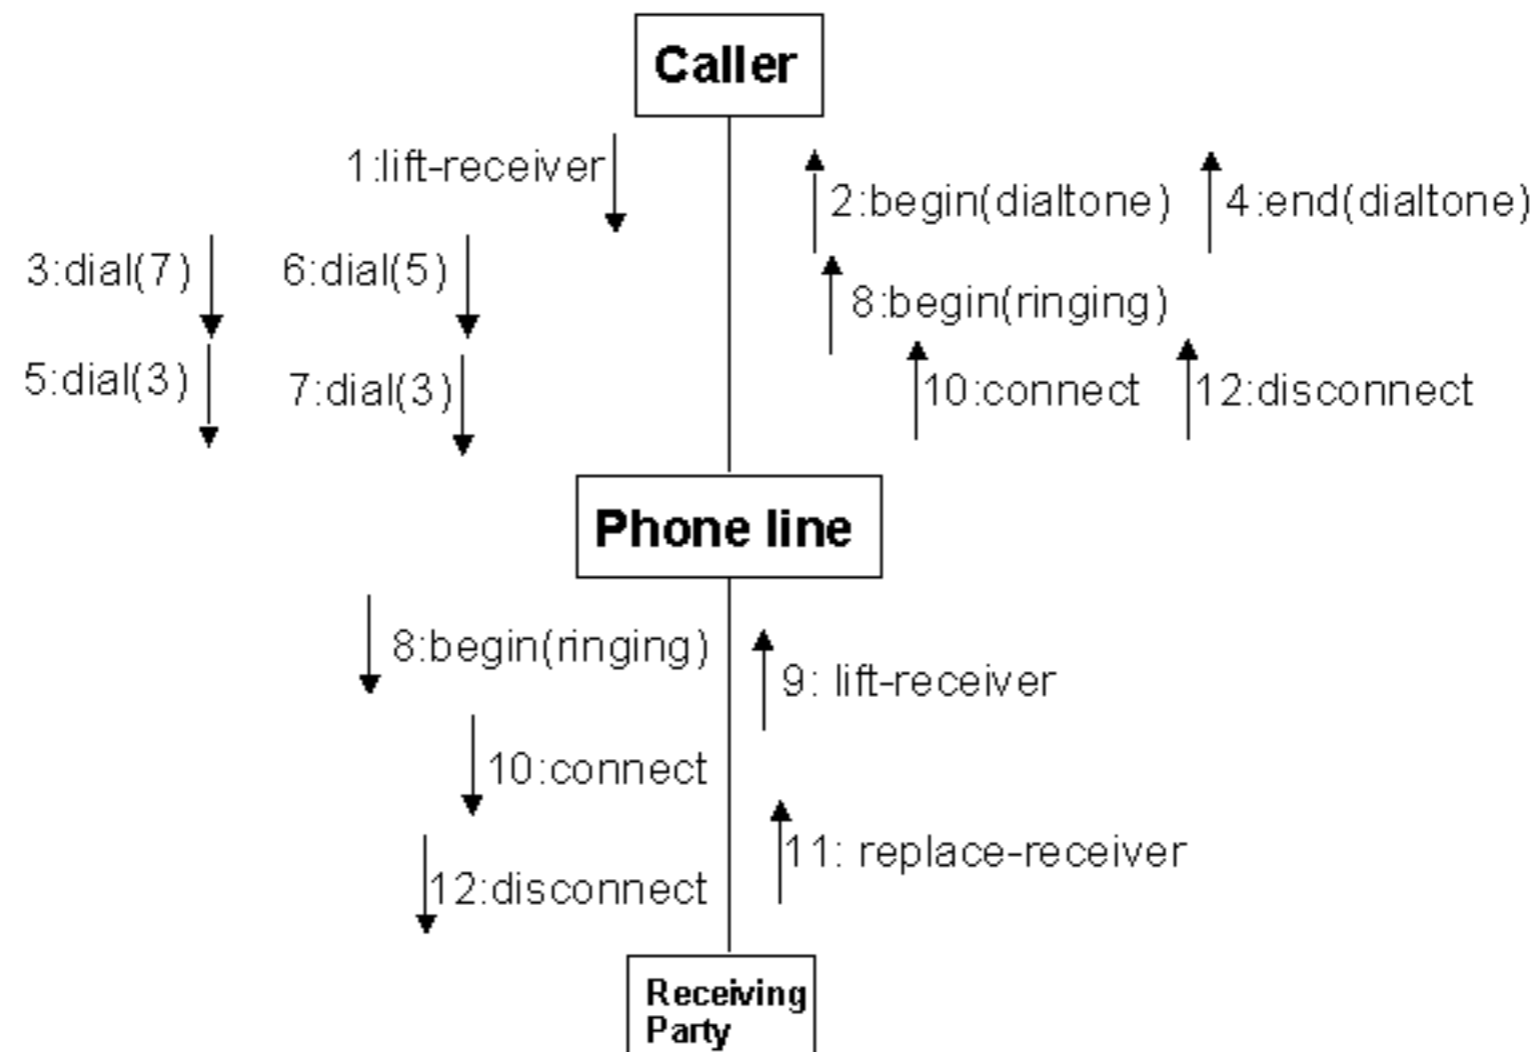 Caller
1:lift-receiver
2:begin(dialtone)
4:end(dialtone)
3:dial(7)
6:dial(5)
8:begin(ringing)
5:dial(3)
7:dial(3)
10:connect
12:disconnect
Phone line
8:begin(ringing)
9: lift-receiver
10:connect
11: replace-receiver
12:disconnect
Receiving
Party